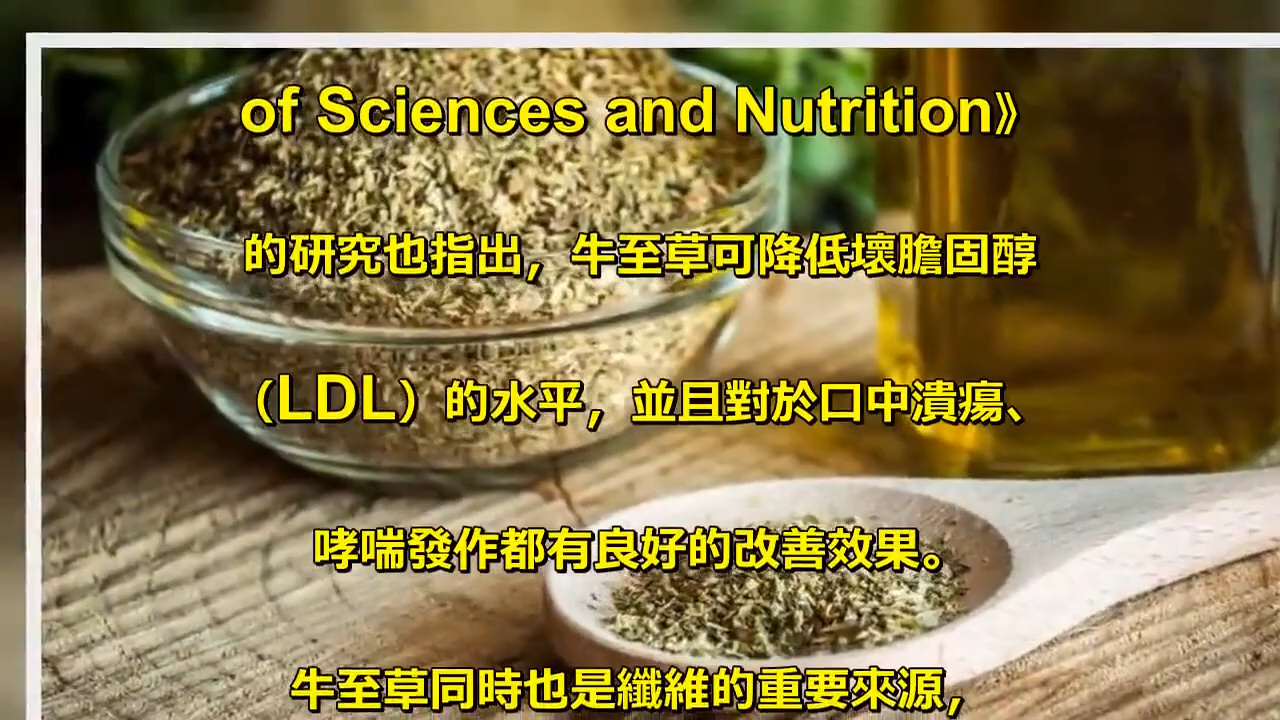 of Sciences and Nutrition》
的研究也指出，牛至草可降低壞膽固醇
（LDL）的水平，並且對於口中潰瘍、
哮喘發作都有良好的改善效果。
牛至草同時也是纖維的重要來源，